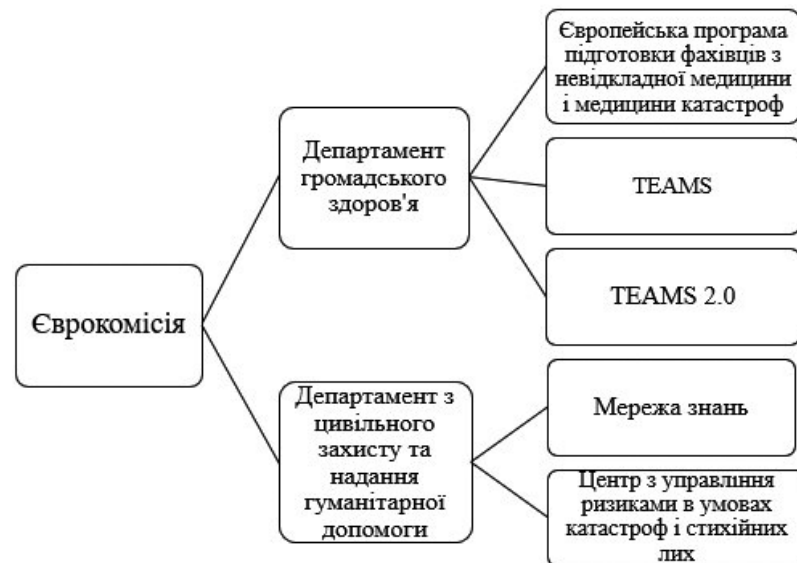 Європейська програма
підготовки фахівців з
невідкладної медицини
і медицини катастроф
Департамент
громадського
здоров'я
TEAMS
TEAMS 2.0
Єврокомісія
Департамент з
цивільного
захисту та
надання
гуманітарної
допомоги
Мережа знань
Центр з управління
ризиками в умовах
катастроф і стихійних
лих